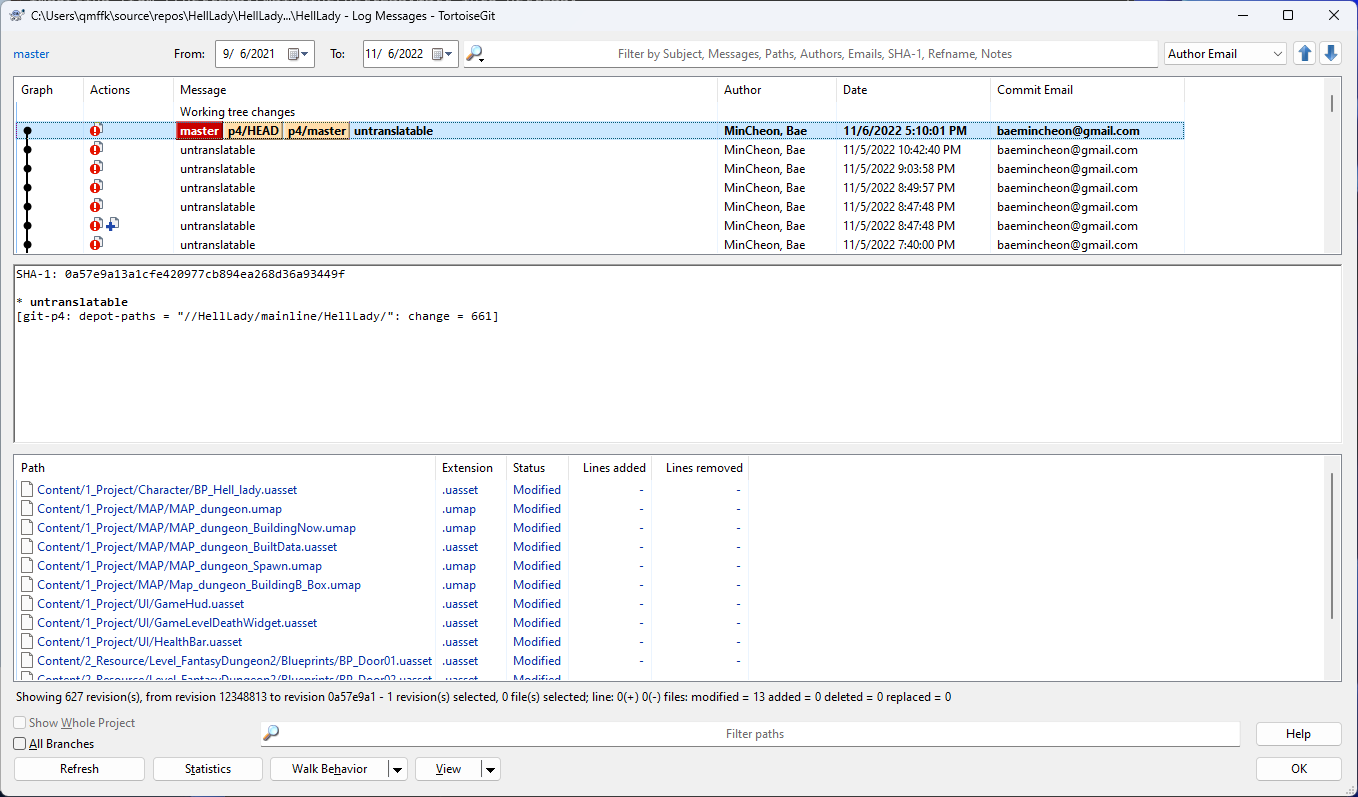 C:\Users\qmffk\source\repos\HellLady\HellLady...\HellLady - Log Messages - TortoiseGit
master From: 9/ 6/2021 To: 11/ 6/2022 Filter by Subject, Messages, Paths, Authors, Emails, SHA-1, Refname, Notes Author Email
Graph Actions Message Author Date Commit Email
Working tree changes
master p4/HEAD p4/master untranslatable MinCheon, Bae 11/6/2022 5:10:01 PM baemincheon@gmail.com
untranslatable MinCheon, Bae 11/5/2022 10:42:40 PM baemincheon@gmail.com
untranslatable MinCheon, Bae 11/5/2022 9:03:58 PM baemincheon@gmail.com
untranslatable MinCheon, Bae 11/5/2022 8:49:57 PM baemincheon@gmail.com
untranslatable MinCheon, Bae 11/5/2022 8:47:48 PM baemincheon@gmail.com
untranslatable MinCheon, Bae 11/5/2022 8:47:48 PM baemincheon@gmail.com
untranslatable MinCheon, Bae 11/5/2022 7:40:00 PM baemincheon@gmail.com
SHA-1: 0a57e9a13a1cfe420977cb894ea268d36a93449f
* untranslatable
[git-p4: depot-paths = "//HellLady/mainline/HellLady/": change = 661]
Path Extension Status Lines added Lines removed
Content/1_Project/Character/BP_Hell_lady.uasset .uasset Modified - -
Content/1_Project/MAP/MAP_dungeon.umap .umap Modified - -
Content/1_Project/MAP/MAP_dungeon_BuildingNow.umap .umap Modified - -
Content/1_Project/MAP/MAP_dungeon_BuiltData.uasset .uasset Modified - -
Content/1_Project/MAP/MAP_dungeon_Spawn.umap .umap Modified - -
Content/1_Project/MAP/Map_dungeon_BuildingB_Box.umap .umap Modified - -
Content/1_Project/UI/GameHud.uasset .uasset Modified - -
Content/1_Project/UI/GameLevelDeathWidget.uasset .uasset Modified - -
Content/1_Project/UI/HealthBar.uasset .uasset Modified - -
Content/2_Resource/Level_FantasyDungeon2/Blueprints/BP_Door01.uasset .uasset Modified - -
Content/2_Resource/Level_FantasyDungeon2/Blueprints/BP_Door02.uasset .uasset Modified - -
Showing 627 revision(s), from revision 12348813 to revision 0a57e9a1 - 1 revision(s) selected, 0 file(s) selected; line: 0(+) 0(-) files: modified = 13 added = 0 deleted = 0 replaced = 0
Show Whole Project
All Branches Filter paths Help
Refresh Statistics Walk Behavior View OK